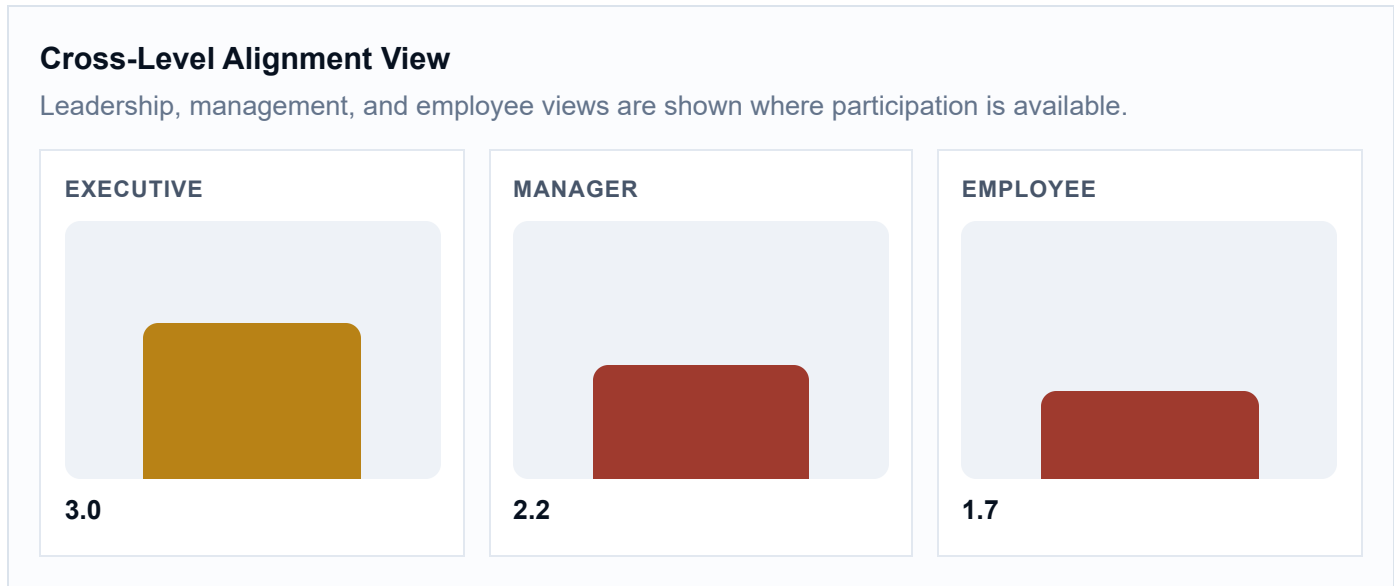 Cross-Level Alignment View
Leadership, management, and employee views are shown where participation is available.
EXECUTIVE
3.0
MANAGER
2.2
EMPLOYEE
1.7